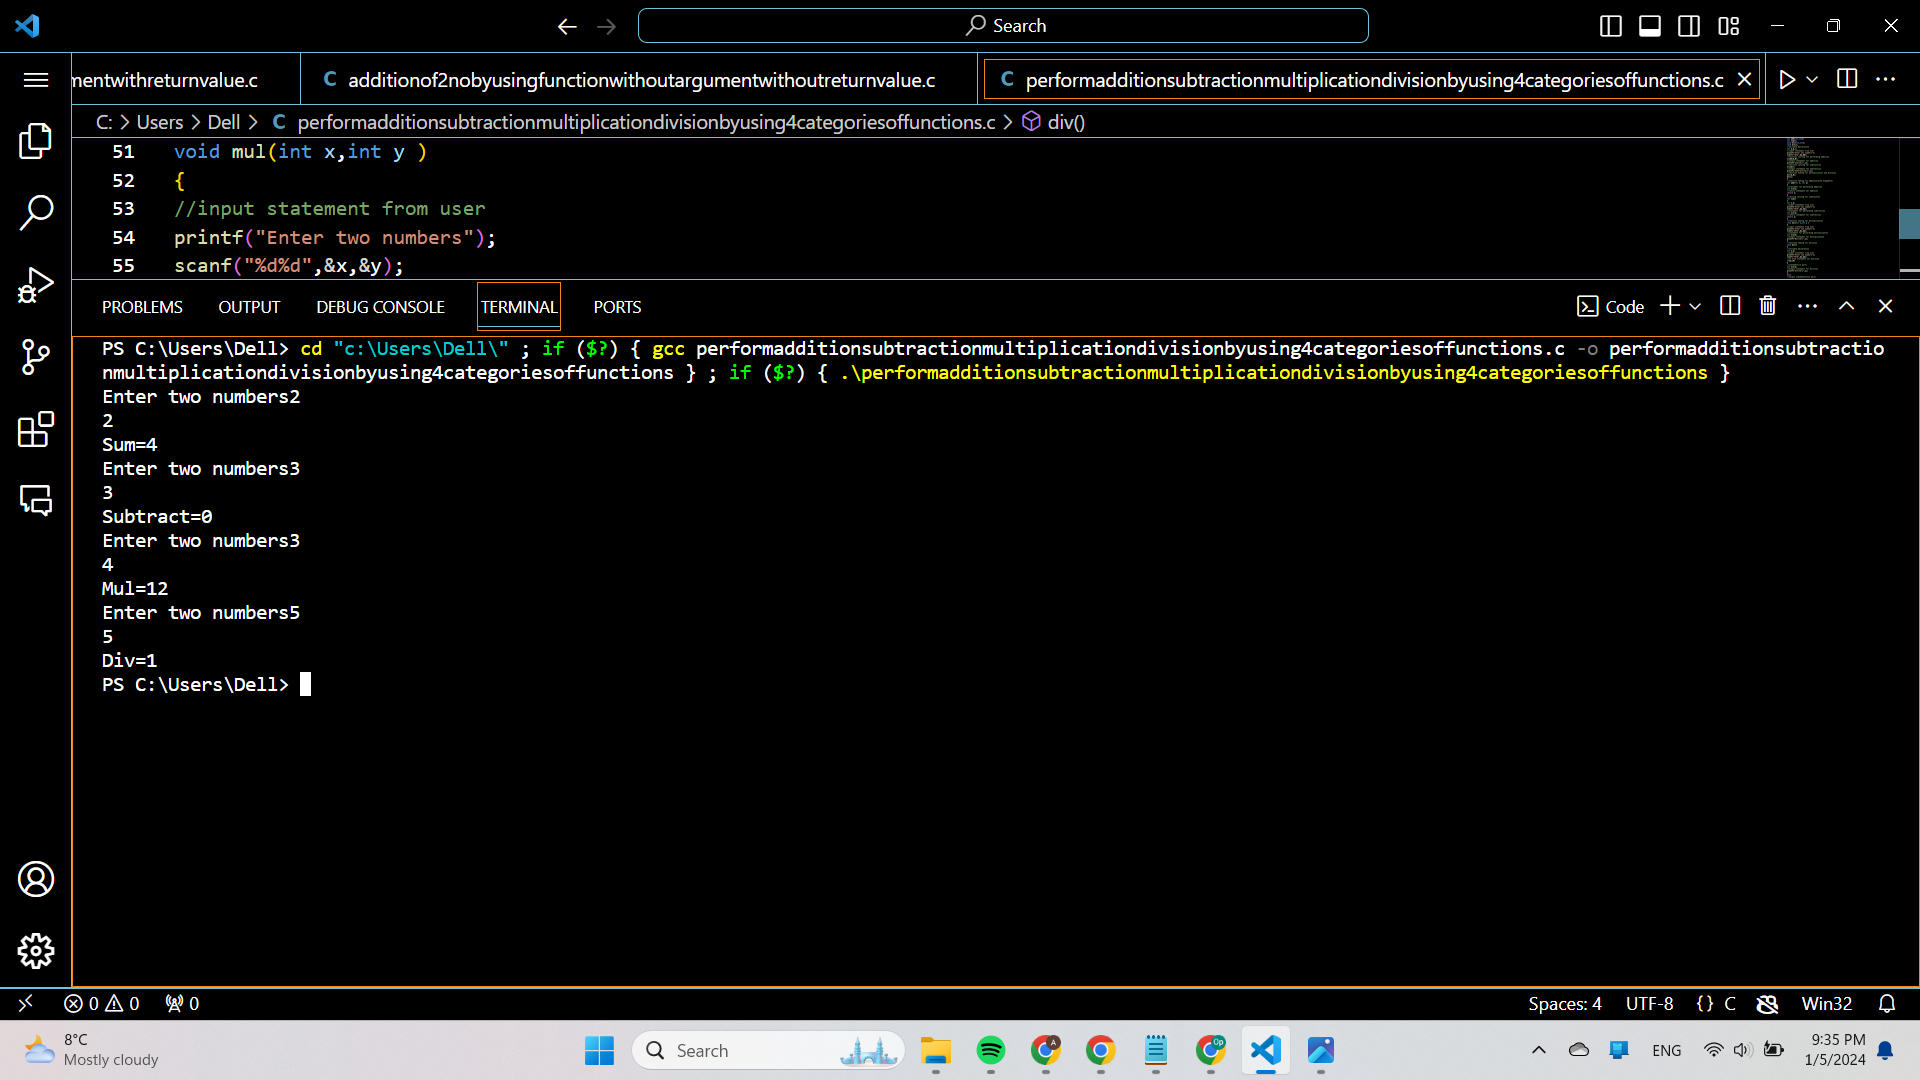 Search
mentwithreturnvalue.c
C additionof2nobyusingfunctionwithoutargumentwithoutreturnvalue.c
C performadditionsubtractionmultiplicationdivisionbyusing4categoriesoffunctions.c
C: > Users > Dell > C performadditionsubtractionmultiplicationdivisionbyusing4categoriesoffunctions.c > div()
51 void mul(int x,int y )
52 {
53 //input statement from user
54 printf("Enter two numbers");
55 scanf("%d%d",&x,&y);
PROBLEMS OUTPUT DEBUG CONSOLE TERMINAL PORTS Code
PS C:\Users\Dell> cd "c:\Users\Dell\" ; if ($?) { gcc performadditionsubtractionmultiplicationdivisionbyusing4categoriesoffunctions.c -o performadditionsubtractio
nmultiplicationdivisionbyusing4categoriesoffunctions } ; if ($?) { .\performadditionsubtractionmultiplicationdivisionbyusing4categoriesoffunctions }
Enter two numbers2
2
Sum=4
Enter two numbers3
3
Subtract=0
Enter two numbers3
4
Mul=12
Enter two numbers5
5
Div=1
PS C:\Users\Dell>
0 0 0 Spaces: 4 UTF-8 {} C Win32
8°C
Mostly cloudy
Search
A
Op
ENG
9:35 PM
1/5/2024